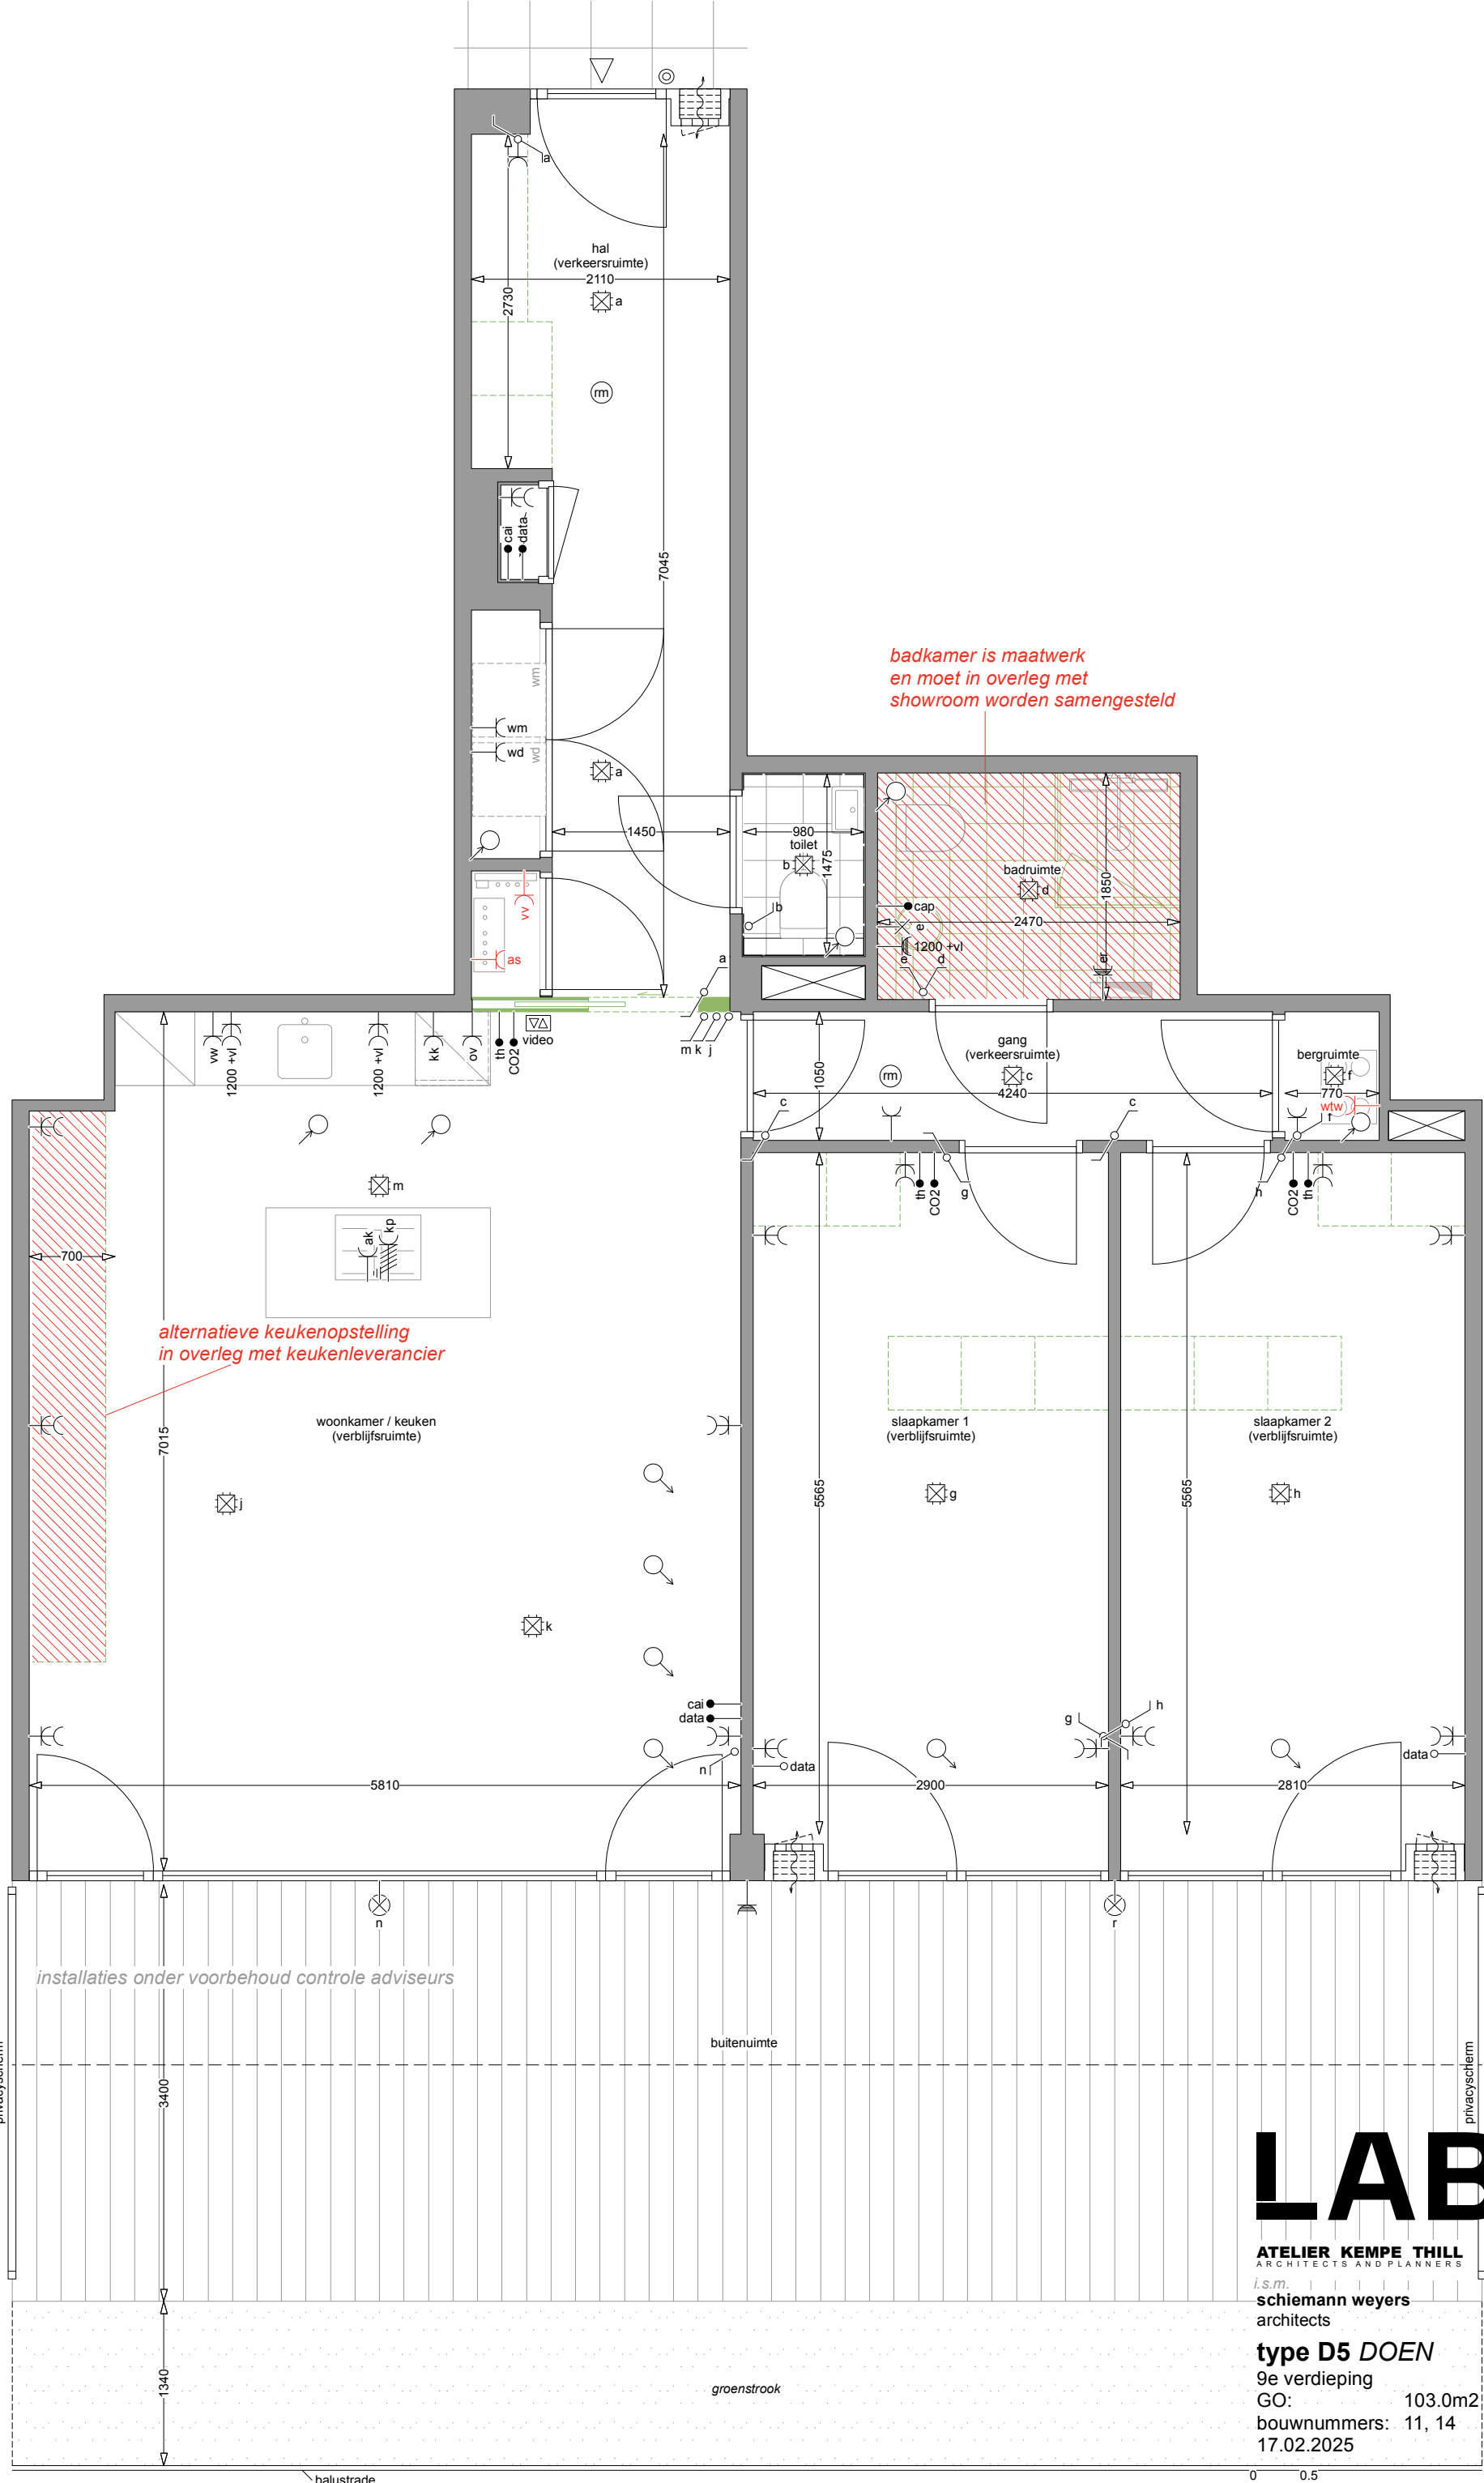 a
hal
(verkeersruimte)
2110
2730
a
rm
cai
data
7045
wm
wm
wd
wd
a
badkamer is maatwerk
en moet in overleg met
showroom worden samengesteld
1450
980
toilet
b
1475
b
badruimte
d
1850
cap
e
2470
1200 +vl
e
d
er
vv
as
a
video
m k j
vw
1200 +vl
1200 +vl
kk
ov
th
CO2
gang
(verkeersruimte)
rm
c
1050
4240
c
c
bergruimte
f
770
wtw
f
m
ak
kp
700
th
CO2
g
h
CO2
th
alternatieve keukenopstelling
in overleg met keukenleverancier
7015
woonkamer / keuken
(verblijfsruimte)
slaapkamer 1
(verblijfsruimte)
slaapkamer 2
(verblijfsruimte)
5565
5565
j
g
h
k
cai
data
n
g
h
data
data
5810
2900
2810
n
r
installaties onder voorbehoud controle adviseurs
buitenuimte
privacyscherm
privacyscherm
3400
LAB
ATELIER KEMPE THILL
ARCHITECTS AND PLANNERS
i.s.m.
schiemann weyers
architects
type D5 DOEN
9e verdieping
GO: 103.0m2
bouwnummers: 11, 14
17.02.2025
1340
groenstrook
balustrade
0 0.5